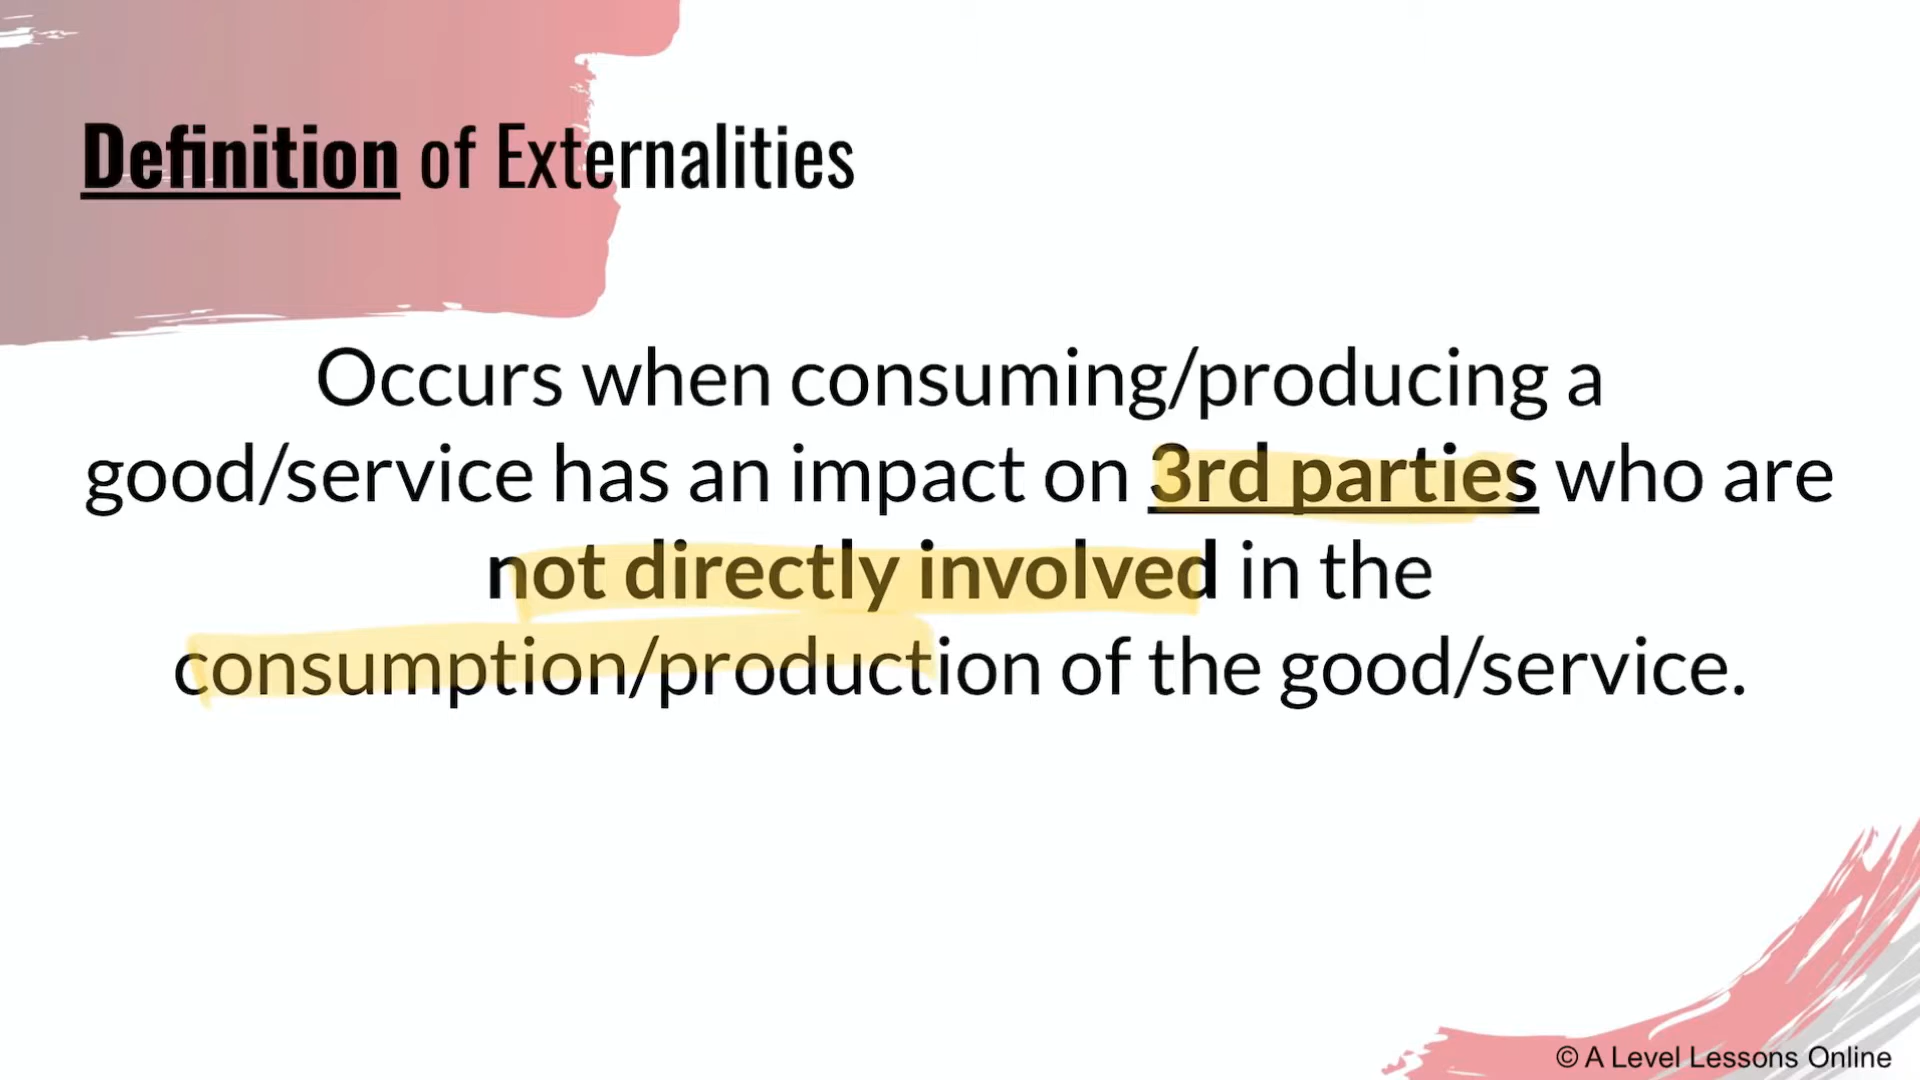 Definition of Externalities
Occurs when consuming/producing a
good/service has an impact on 3rd parties who are
not directly involved in the
consumption/production of the good/service.
© A Level Lessons Online